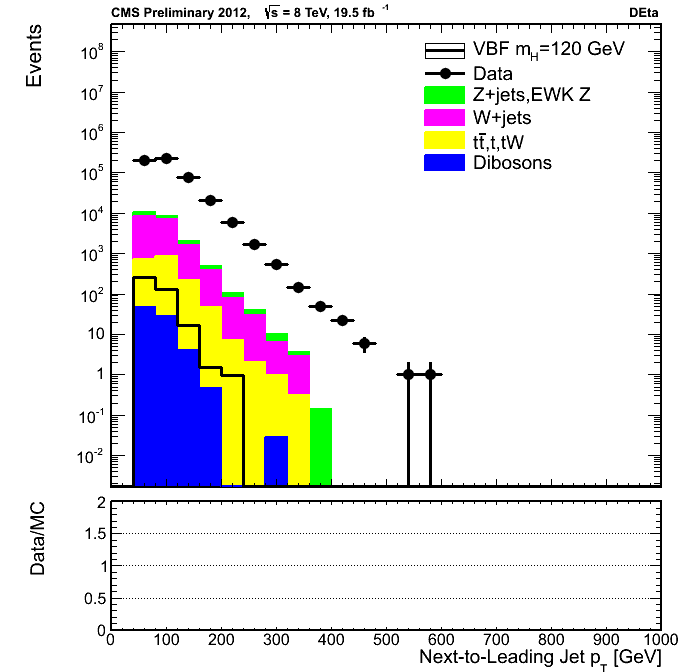 CMS Preliminary 2012, √s = 8 TeV, 19.5 fb⁻¹ DEta
Events
VBF m_H=120 GeV
Data
Z+jets,EWK Z
W+jets
tt̄,t,tW
Dibosons
10⁸
10⁷
10⁶
10⁵
10⁴
10³
10²
10
1
10⁻¹
10⁻²
Data/MC
2
1.5
1
0.5
0
0 100 200 300 400 500 600 700 800 900 1000
Next-to-Leading Jet p_T [GeV]